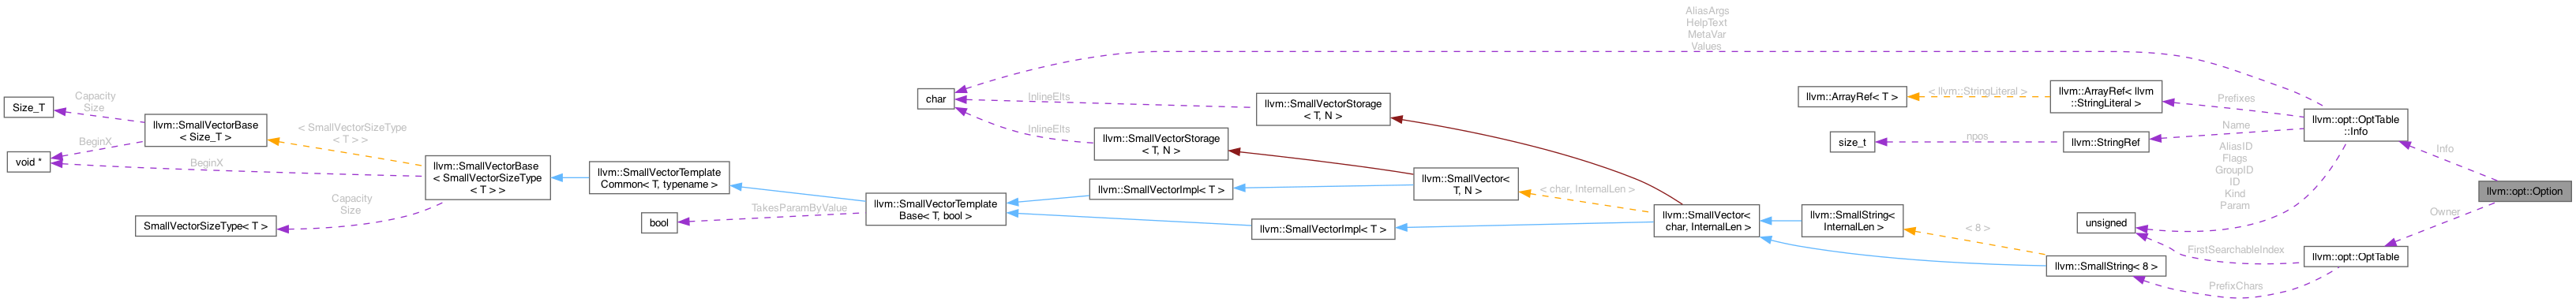 AliasArgs
HelpText
MetaVar
Values
Size_T
Capacity
Size
llvm::SmallVectorBase
< Size_T >
BeginX
void *
< SmallVectorSizeType
< T > >
BeginX
llvm::SmallVectorBase
< SmallVectorSizeType
< T > >
Capacity
Size
SmallVectorSizeType< T >
llvm::SmallVectorTemplate
Common< T, typename >
bool
TakesParamByValue
llvm::SmallVectorTemplate
Base< T, bool >
char
InlineElts
InlineElts
llvm::SmallVectorStorage
< T, N >
llvm::SmallVectorStorage
< T, N >
llvm::SmallVectorImpl< T >
llvm::SmallVectorImpl< T >
llvm::SmallVector<
T, N >
< char, InternalLen >
llvm::SmallVector<
char, InternalLen >
llvm::SmallString<
InternalLen >
< 8 >
llvm::SmallString< 8 >
llvm::ArrayRef< T >
< llvm::StringLiteral >
llvm::ArrayRef< llvm
::StringLiteral >
Prefixes
size_t
npos
llvm::StringRef
Name
AliasID
Flags
GroupID
ID
Kind
Param
unsigned
FirstSearchableIndex
PrefixChars
llvm::opt::OptTable
::Info
llvm::opt::OptTable
Info
Owner
llvm::opt::Option